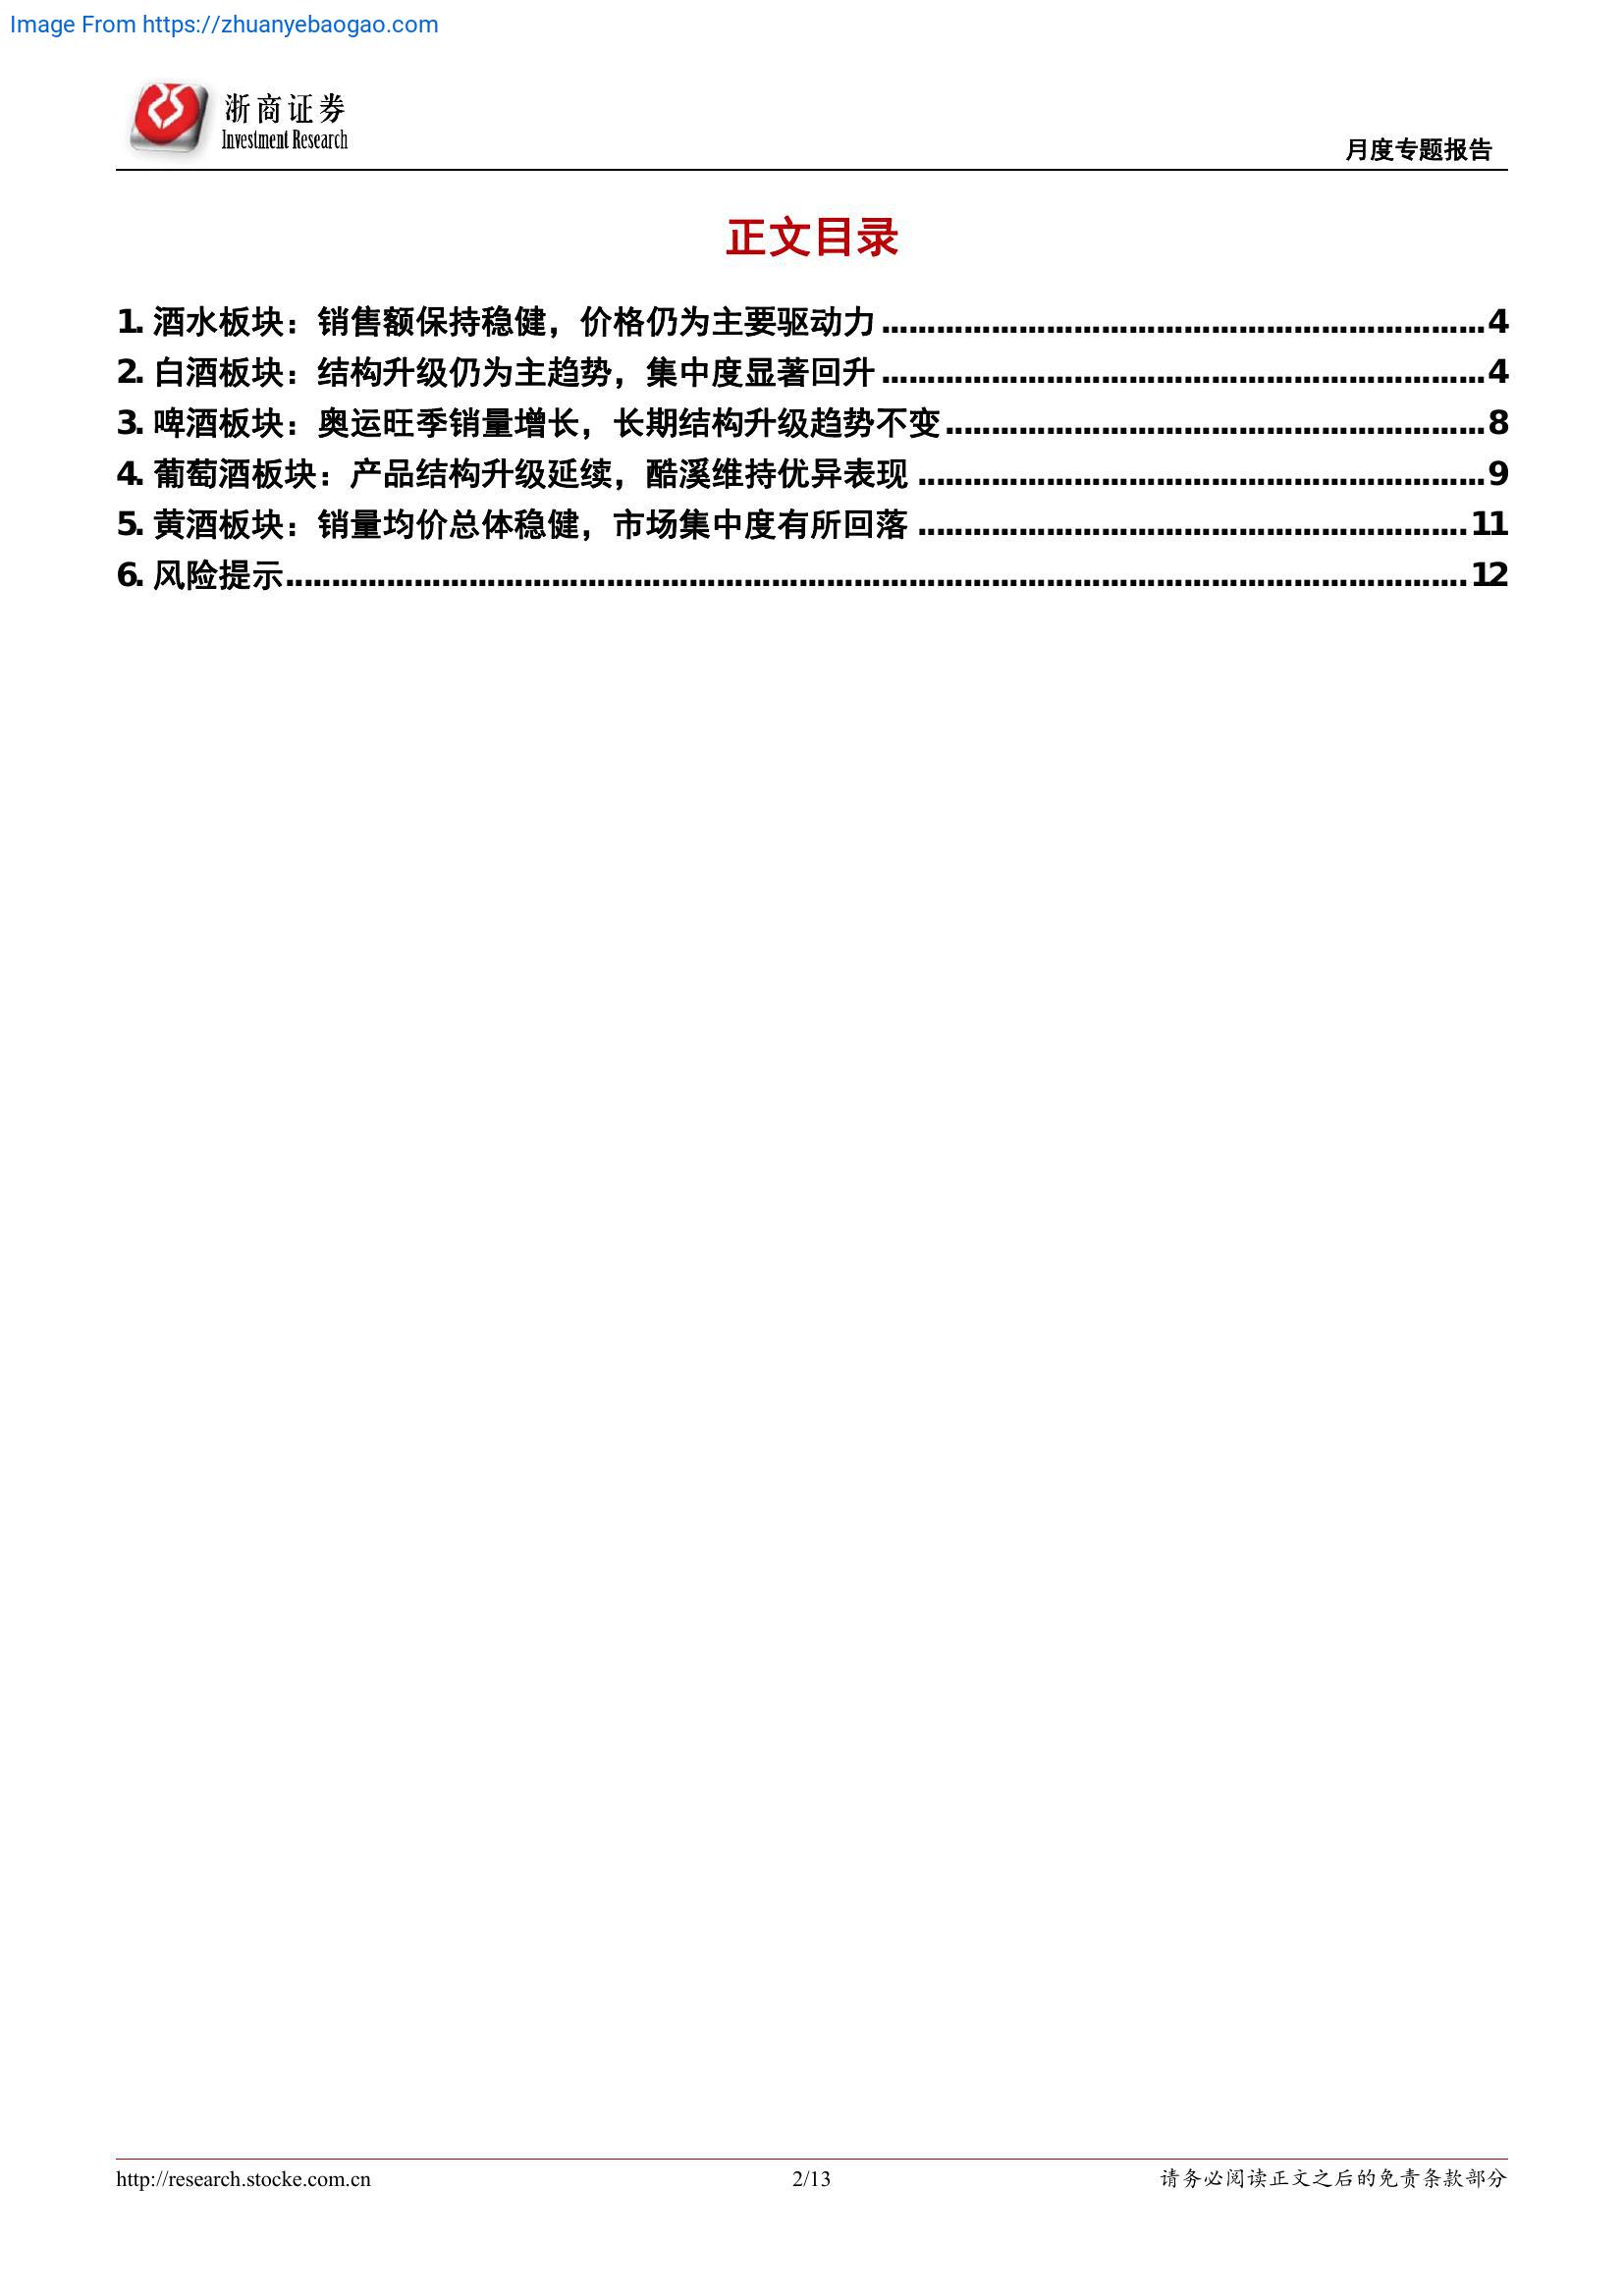 Image From https://zhuanyebaogao.com
浙商证券
Investment Research
月度专题报告
正文目录
1. 酒水板块：销售额保持稳健，价格仍为主要驱动力........................4
2. 白酒板块：结构升级仍为主趋势，集中度显著回升........................4
3. 啤酒板块：奥运旺季销量增长，长期结构升级趋势不变........................8
4. 葡萄酒板块：产品结构升级延续，酷溪维持优异表现........................9
5. 黄酒板块：销量均价总体稳健，市场集中度有所回落........................11
6. 风险提示........................12
http://research.stocke.com.cn
2/13
请务必阅读正文之后的免责条款部分